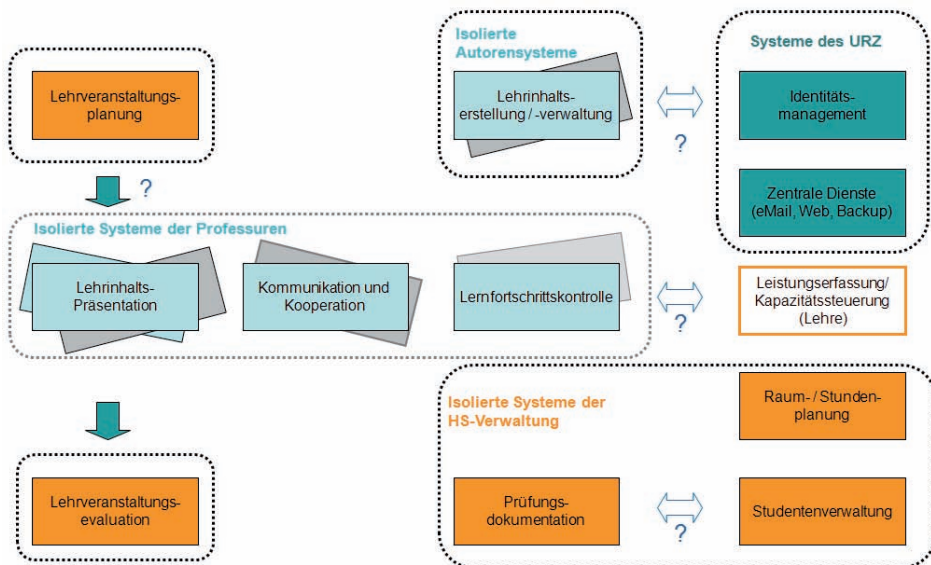 Lehrveranstaltungs-
planung
?
Isolierte
Autorensysteme
Lehrinhalts-
erstellung / -verwaltung
?
Systeme des URZ
Identitäts-
management
Zentrale Dienste
(eMail, Web, Backup)
Isolierte Systeme der Professuren
Lehrinhalts-
Präsentation
Kommunikation und
Kooperation
Lernfortschrittskontrolle
?
Leistungserfassung/
Kapazitätssteuerung
(Lehre)
Isolierte Systeme der
HS-Verwaltung
Raum- / Stunden-
planung
Lehrveranstaltungs-
evaluation
Prüfungs-
dokumentation
?
Studentenverwaltung